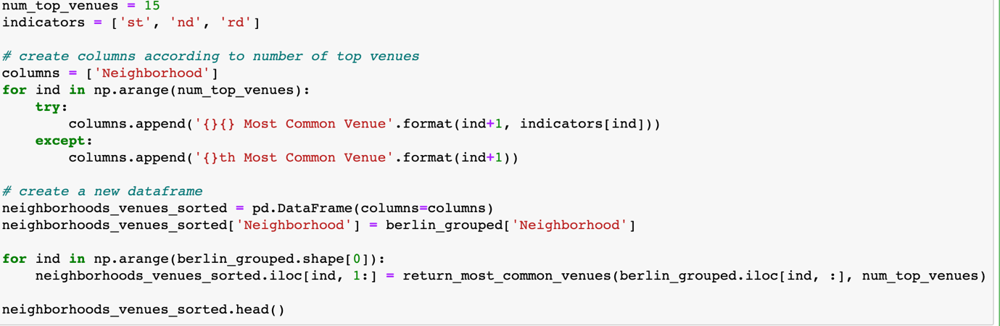 num_top_venues = 15
indicators = ['st', 'nd', 'rd']

# create columns according to number of top venues
columns = ['Neighborhood']
for ind in np.arange(num_top_venues):
    try:
        columns.append('{}{} Most Common Venue'.format(ind+1, indicators[ind]))
    except:
        columns.append('{}th Most Common Venue'.format(ind+1))

# create a new dataframe
neighborhoods_venues_sorted = pd.DataFrame(columns=columns)
neighborhoods_venues_sorted['Neighborhood'] = berlin_grouped['Neighborhood']

for ind in np.arange(berlin_grouped.shape[0]):
    neighborhoods_venues_sorted.iloc[ind, 1:] = return_most_common_venues(berlin_grouped.iloc[ind, :], num_top_venues)

neighborhoods_venues_sorted.head()